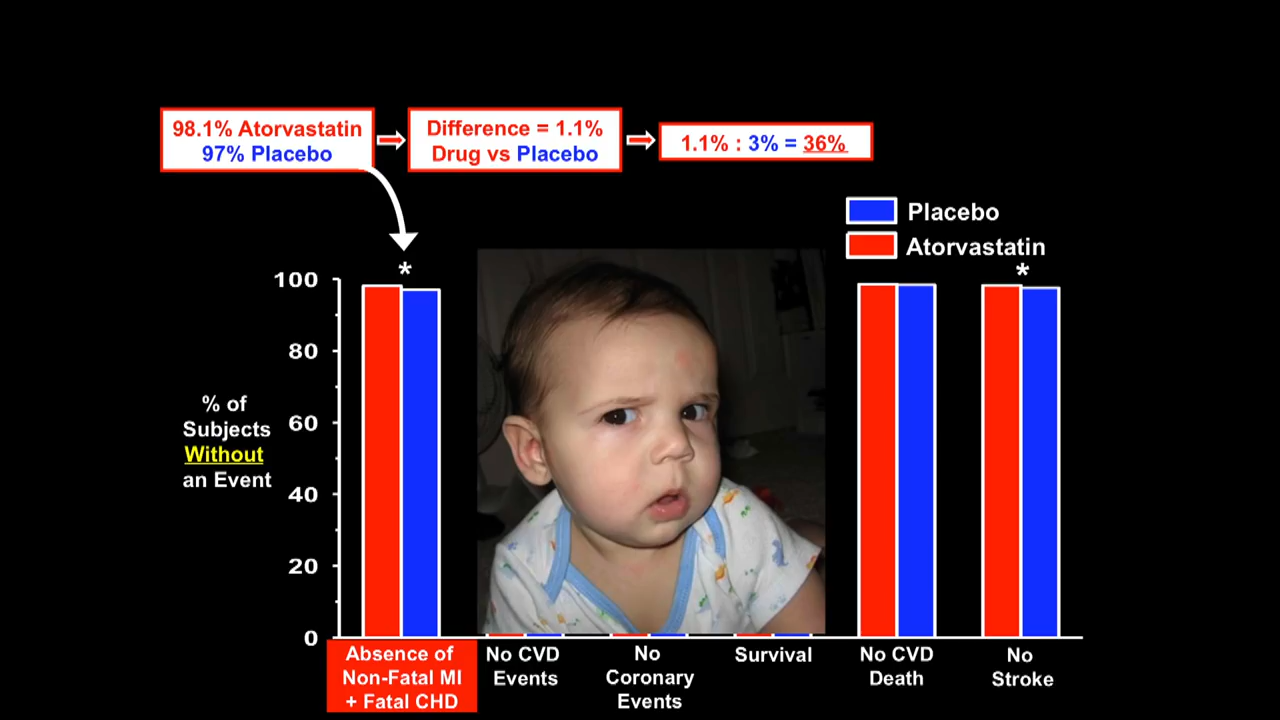 98.1% Atorvastatin
97% Placebo
Difference = 1.1%
Drug vs Placebo
1.1% : 3% = 36%
Placebo
Atorvastatin
*
*
100
80
60
40
20
0
% of
Subjects
Without
an Event
Absence of
Non-Fatal MI
+ Fatal CHD
No CVD
Events
No
Coronary
Events
Survival
No CVD
Death
No
Stroke